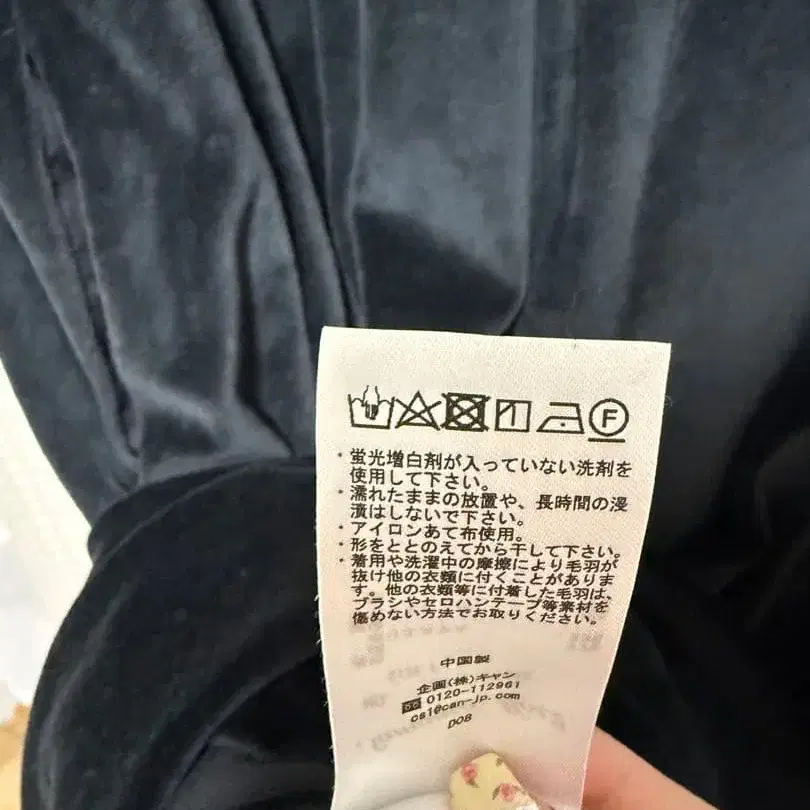 F
・蛍光増白剤が入っていない洗剤を
使用して下さい。
・濡れたままの放置や、長時間の浸
漬はしないで下さい。
・アイロンあて布使用。
・形をととのえてから干して下さい。
・着用や洗濯中の摩擦により毛羽が
抜け他の衣類に付くことがありま
す。他の衣類等に付着した毛羽は、
ブラシやセロハンテープ等素材を
傷めない方法でお取りください。
中国製
企画(株)キャン
0120-112961
cs1@can-jp.com
p08